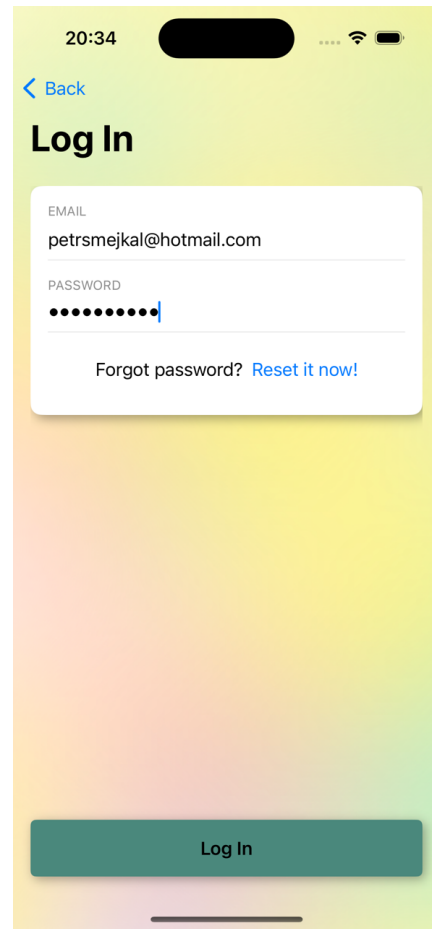 20:34
Back
Log In
EMAIL
petrsmejkal@hotmail.com
PASSWORD
••••••••••
Forgot password? Reset it now!
Log In